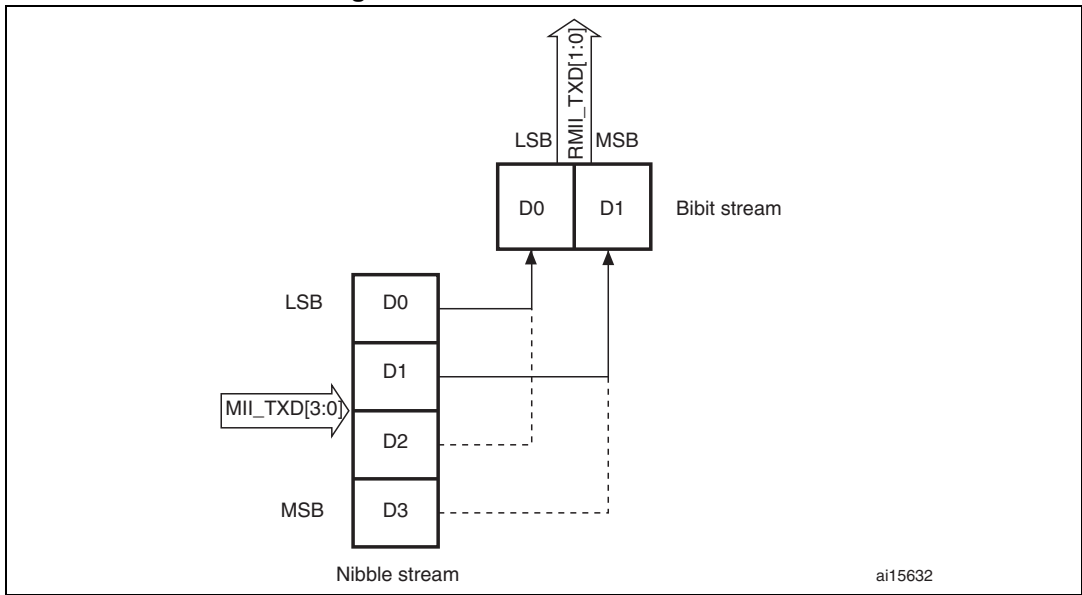 RMII_TXD[1:0]
LSB MSB
D0 D1 Bibit stream
LSB D0
D1
MII_TXD[3:0]
D2
MSB D3
Nibble stream
ai15632